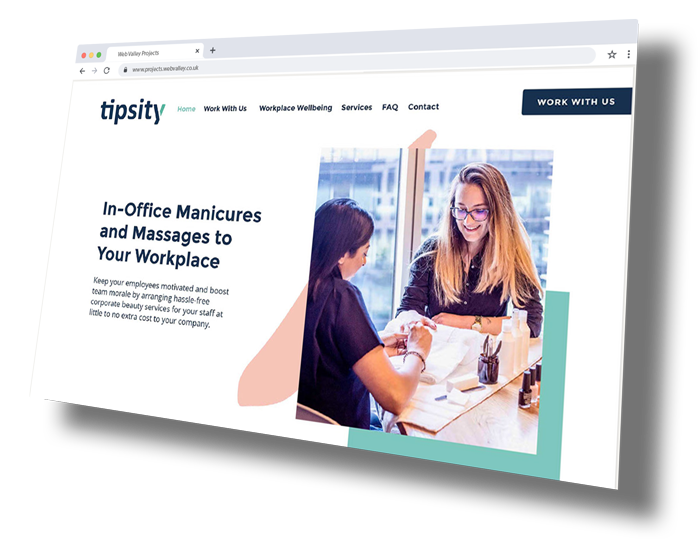 Web Valley Projects
www.projects.webvalley.co.uk
tipsity
Home Work With Us Workplace Wellbeing Services FAQ Contact
WORK WITH US
In-Office Manicures
and Massages to
Your Workplace
Keep your employees motivated and boost
team morale by arranging hassle-free
corporate beauty services for your staff at
little to no extra cost to your company.